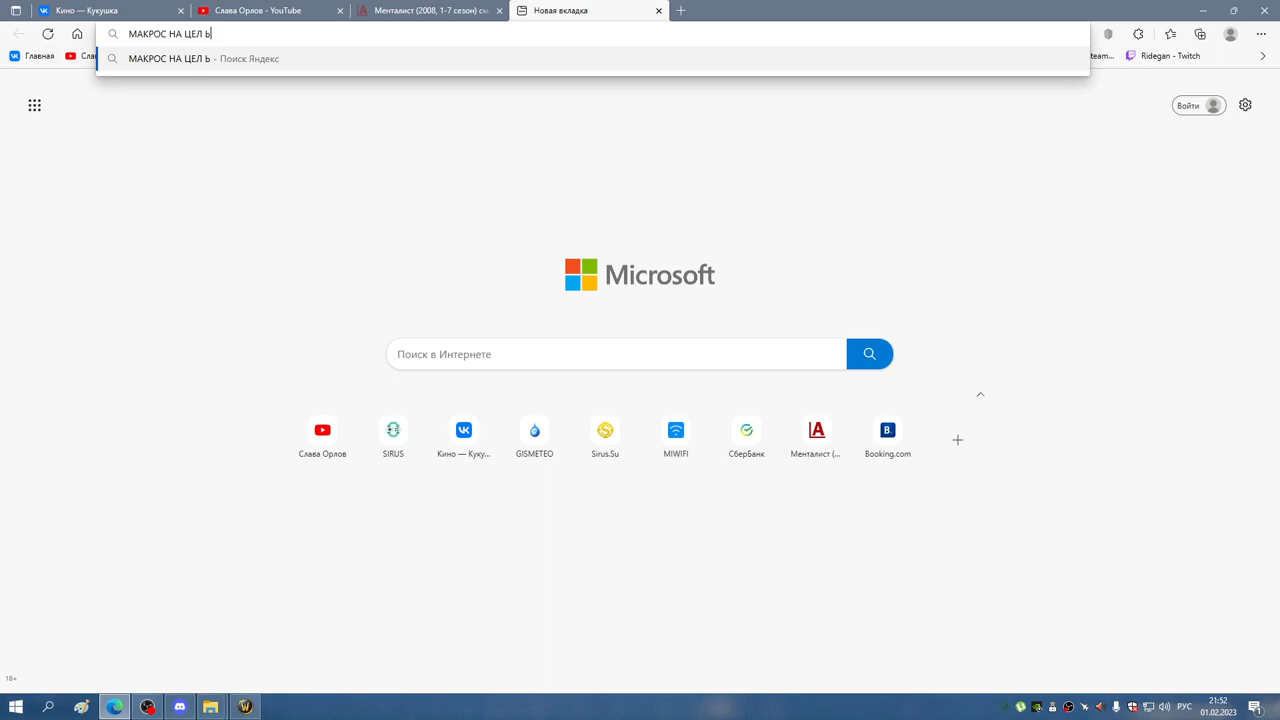 Кино — Кукушка
Слава Орлов - YouTube
Менталист (2008, 1-7 сезон) см
Новая вкладка
МАКРОС НА ЦЕЛ Ь
Главная
МАКРОС НА ЦЕЛ Ь - Поиск Яндекс
Ridegan - Twitch
Войти
Microsoft
Поиск в Интернете
Слава Орлов
SIRUS
Кино — Куку...
GISMETEO
Sirus.Su
MIWIFI
СберБанк
Менталист (...
Booking.com
18+
РУС
21:52
01.02.2023